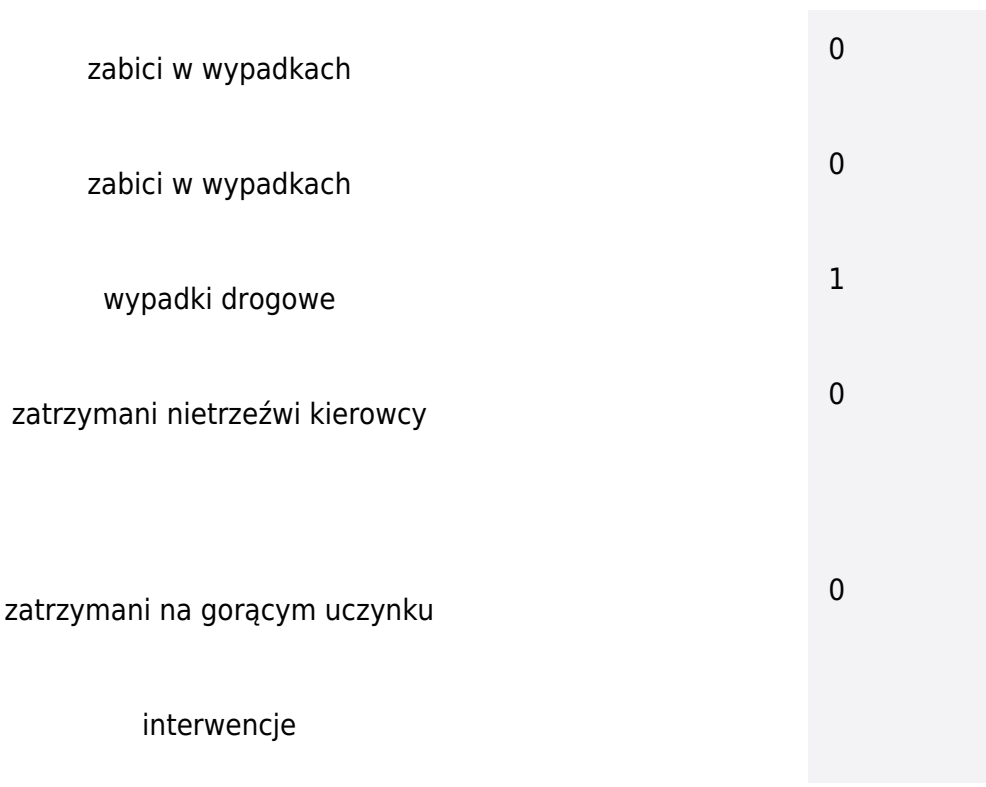 zabici w wypadkach 0
zabici w wypadkach 0
wypadki drogowe 1
zatrzymani nietrzeźwi kierowcy 0
zatrzymani na gorącym uczynku 0
interwencje